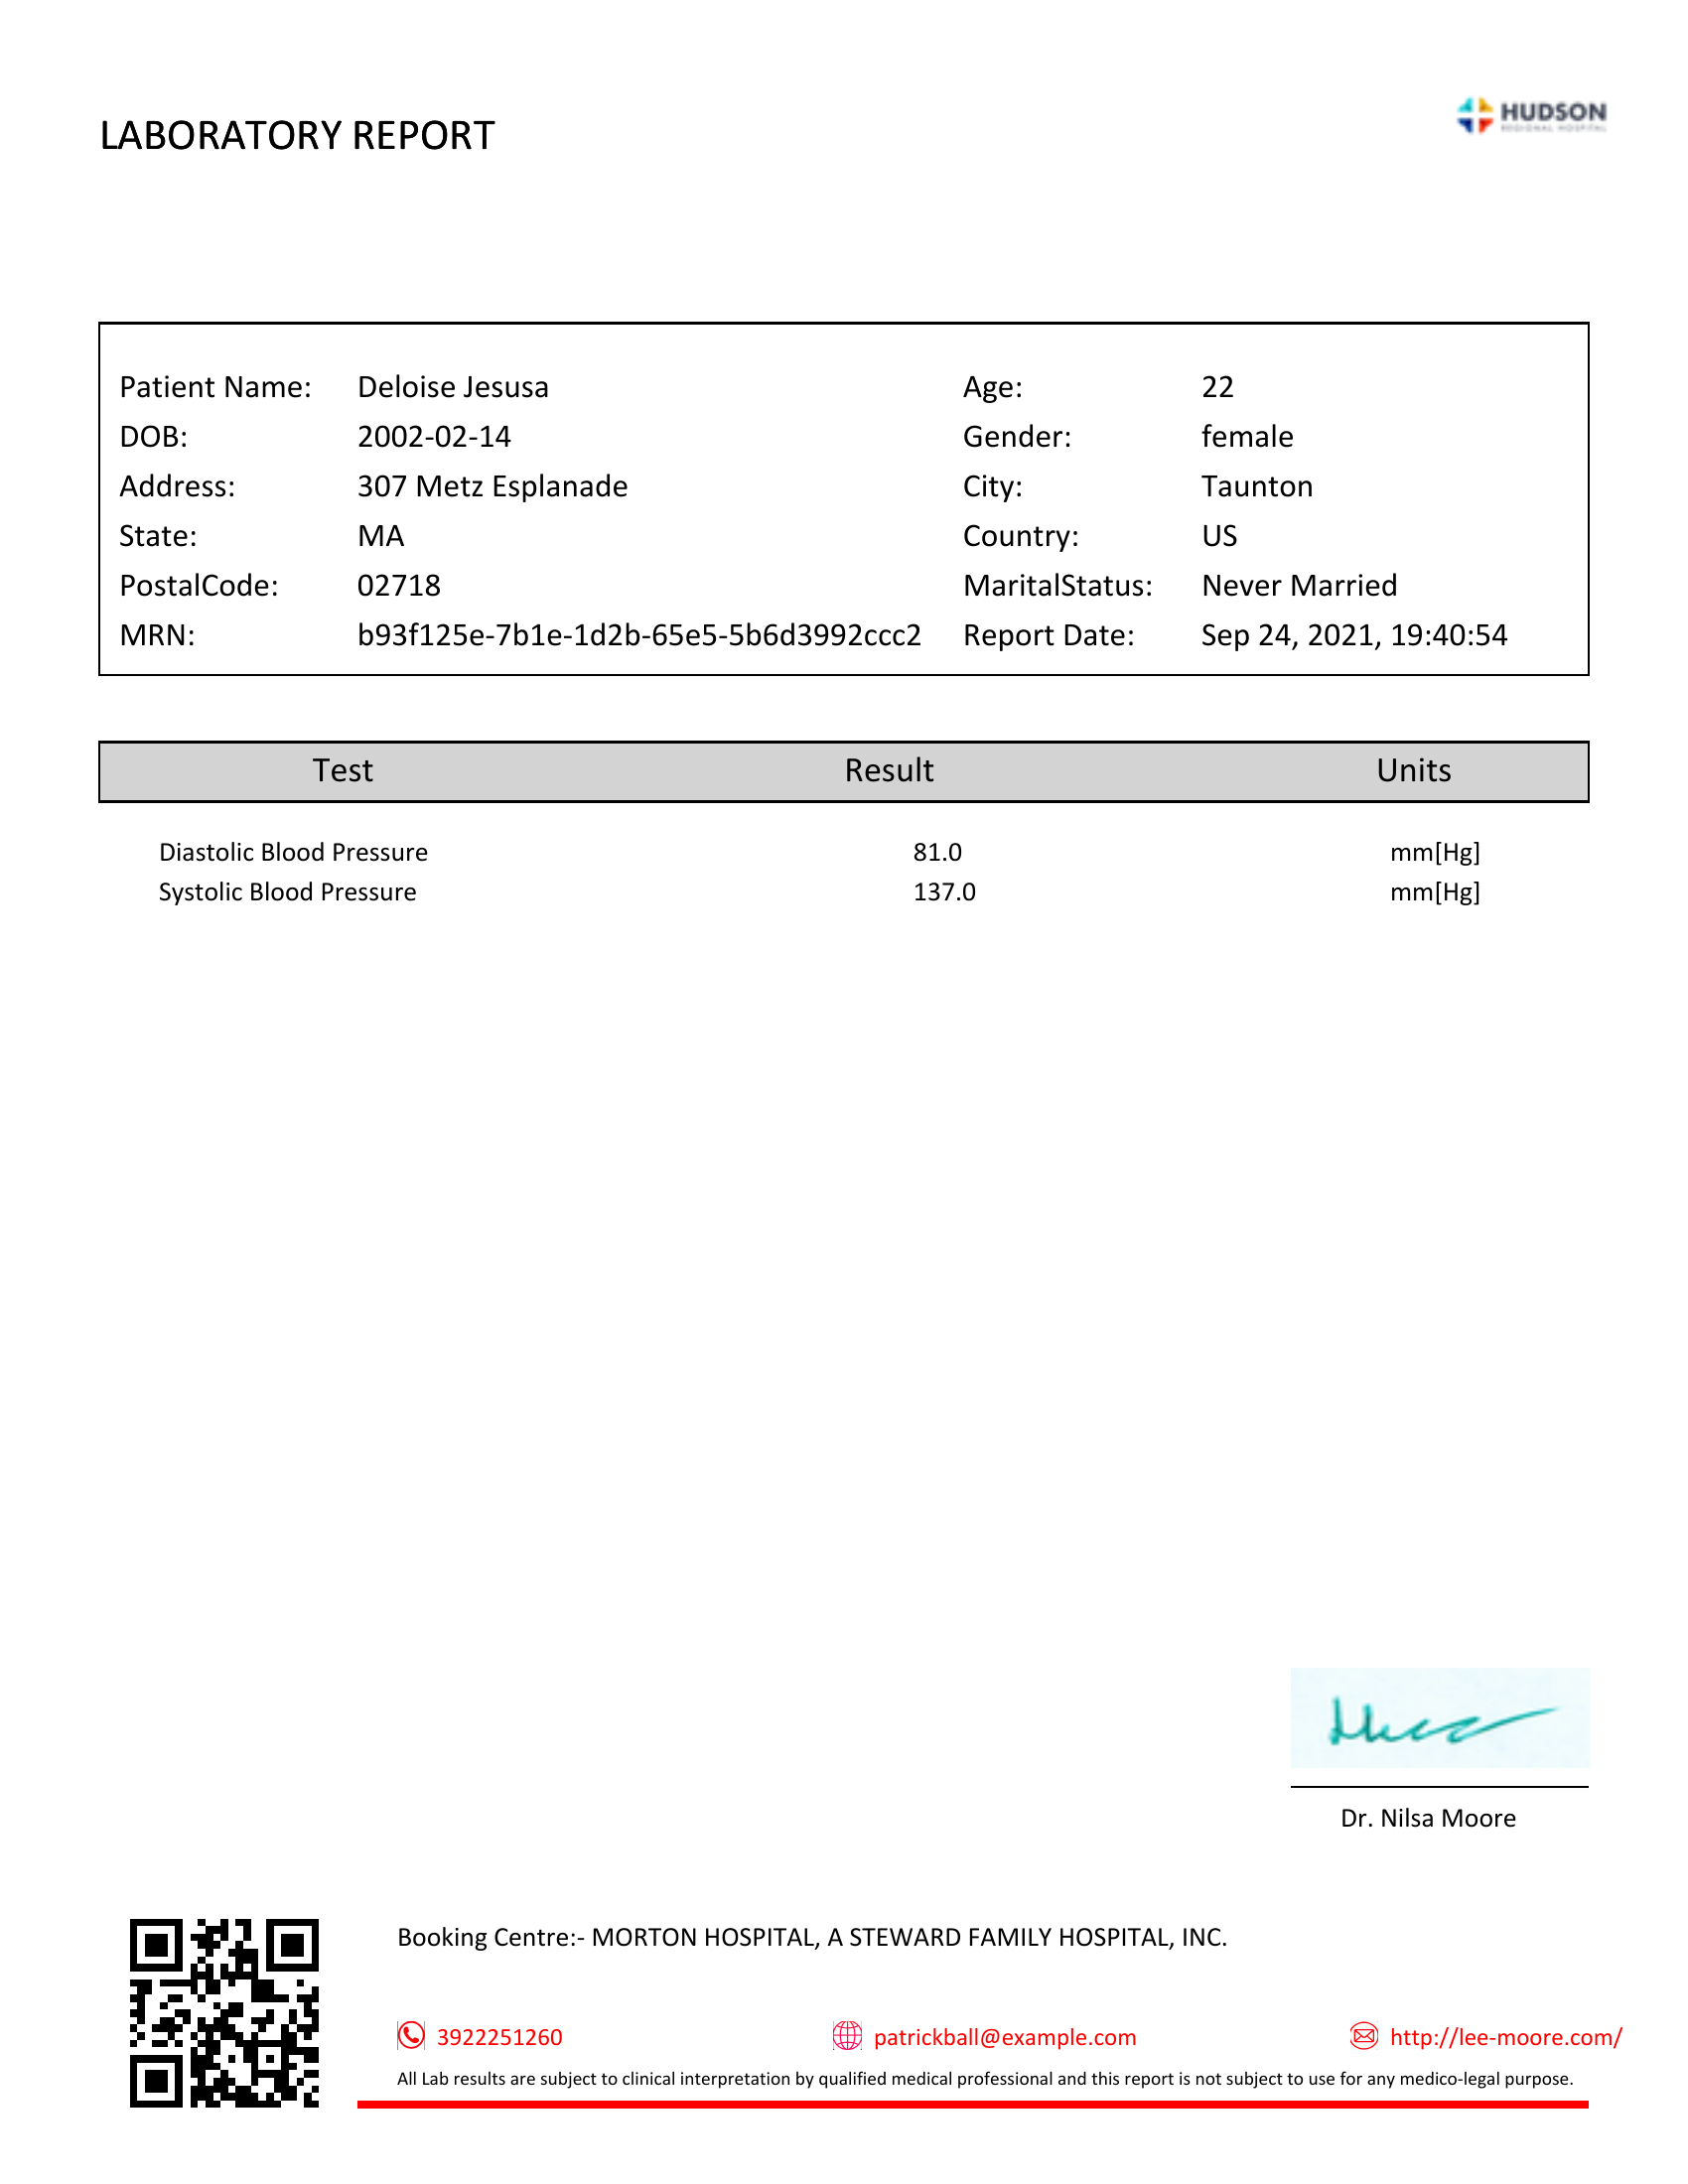 LABORATORY REPORT
HUDSON
REGIONAL HOSPITAL
Patient Name: Deloise Jesusa Age: 22
DOB: 2002-02-14 Gender: female
Address: 307 Metz Esplanade City: Taunton
State: MA Country: US
PostalCode: 02718 MaritalStatus: Never Married
MRN: b93f125e-7b1e-1d2b-65e5-5b6d3992ccc2 Report Date: Sep 24, 2021, 19:40:54
Test Result Units
Diastolic Blood Pressure 81.0 mm[Hg]
Systolic Blood Pressure 137.0 mm[Hg]
Dr. Nilsa Moore
Booking Centre:- MORTON HOSPITAL, A STEWARD FAMILY HOSPITAL, INC.
3922251260 patrickball@example.com http://lee-moore.com/
All Lab results are subject to clinical interpretation by qualified medical professional and this report is not subject to use for any medico-legal purpose.